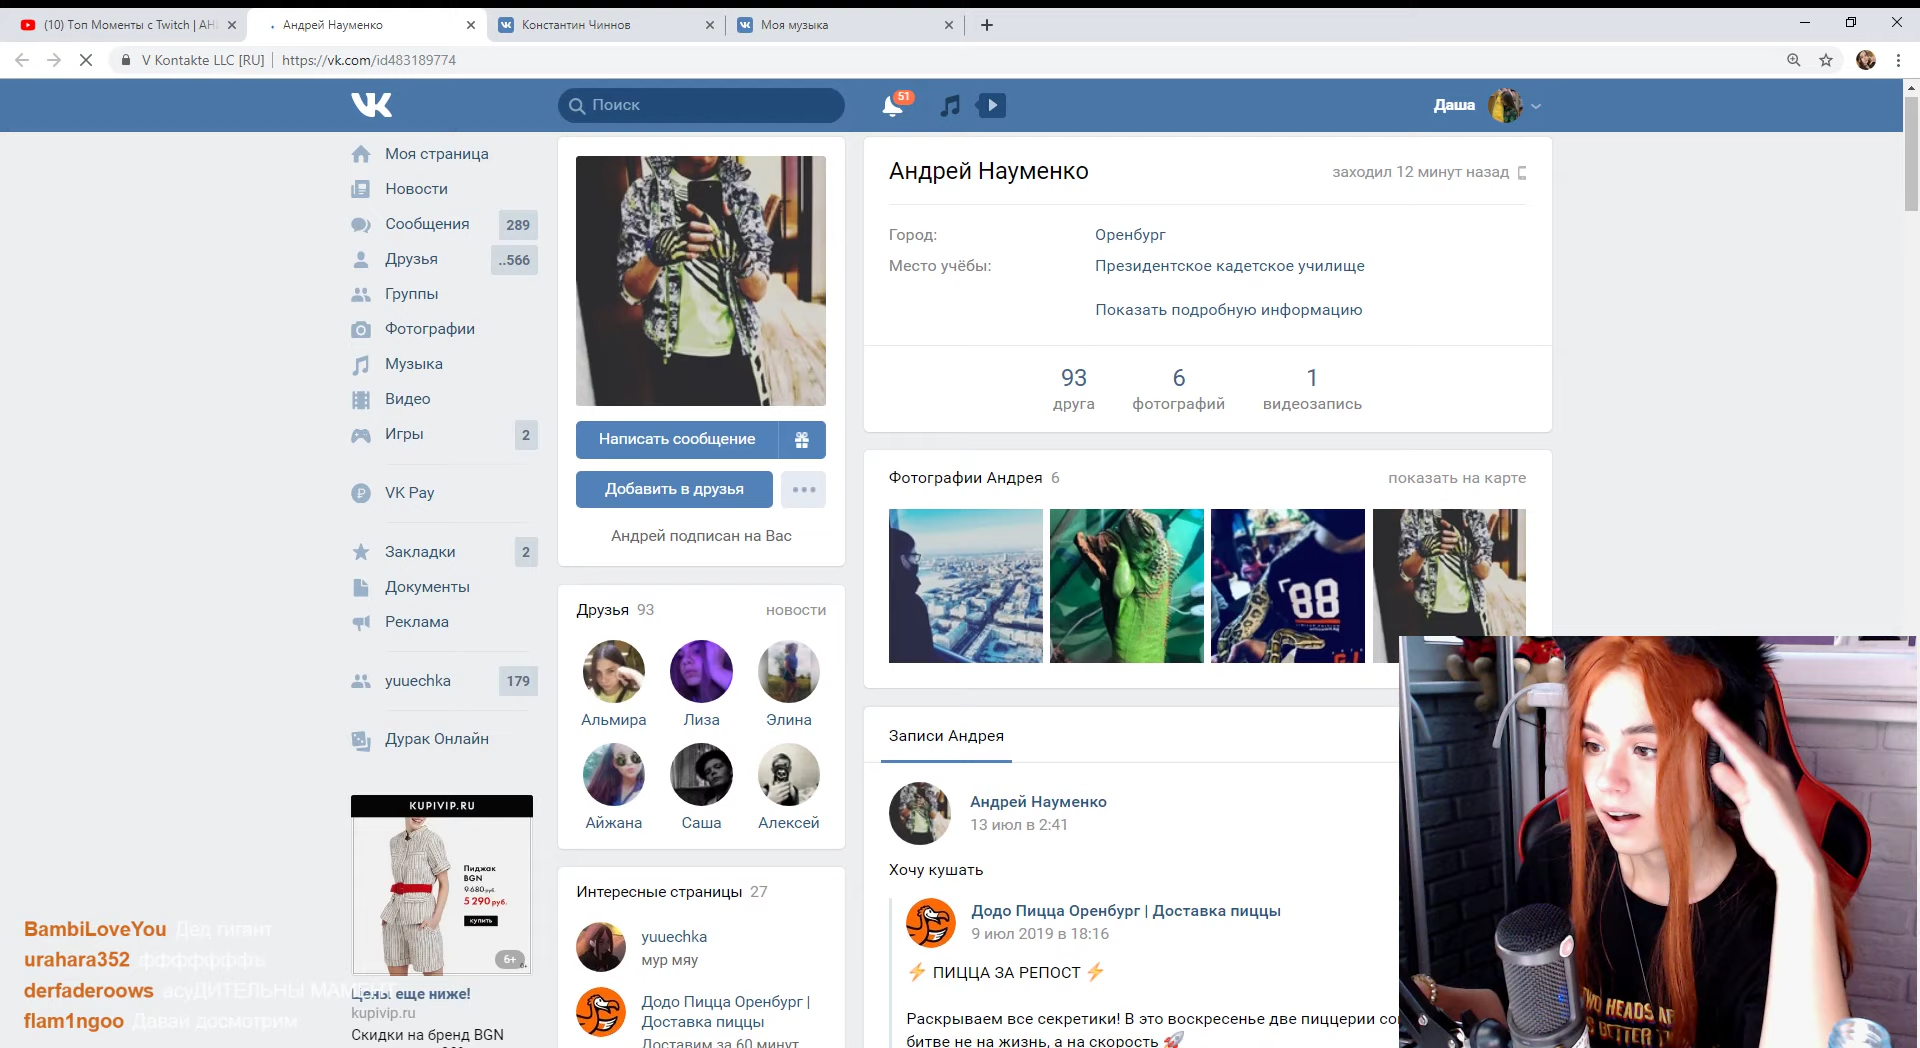 (10) Топ Моменты с Twitch | АН
Андрей Науменко
Константин Чиннов
Моя музыка
V Kontakte LLC [RU]
https://vk.com/id483189774
Поиск
51
Даша
Моя страница
Новости
Сообщения 289
Друзья ..566
Группы
Фотографии
Музыка
Видео
Игры 2
VK Pay
Закладки 2
Документы
Реклама
yuuechka 179
Дурак Онлайн
KUPIVIP.RU
Пиджак
BGN
9 680 руб.
5 290 руб.
купить
6+
Цены еще ниже!
kupivip.ru
Скидки на бренд BGN
Написать сообщение
Добавить в друзья
Андрей подписан на Вас
Друзья 93 новости
Альмира Лиза Элина
Айжана Саша Алексей
Интересные страницы 27
yuuechka
мур мяу
Додо Пицца Оренбург |
Доставка пиццы
Доставим за 60 минут
Андрей Науменко
заходил 12 минут назад
Город: Оренбург
Место учёбы: Президентское кадетское училище
Показать подробную информацию
93 6 1
друга фотографий видеозапись
Фотографии Андрея 6 показать на карте
88
Записи Андрея
Андрей Науменко
13 июл в 2:41
Хочу кушать
Додо Пицца Оренбург | Доставка пиццы
9 июл 2019 в 18:16
⚡ ПИЦЦА ЗА РЕПОСТ ⚡
Раскрываем все секретики! В это воскресенье две пиццерии со
битве не на жизнь, а на скорость 🚀
BambiLoveYou Дед гигант
urahara352
derfaderoows асуДИТЕЛЬНЫ МАМЕНТ
flam1ngoo Давай досмотрим
TWO HEADS AR
BETTER